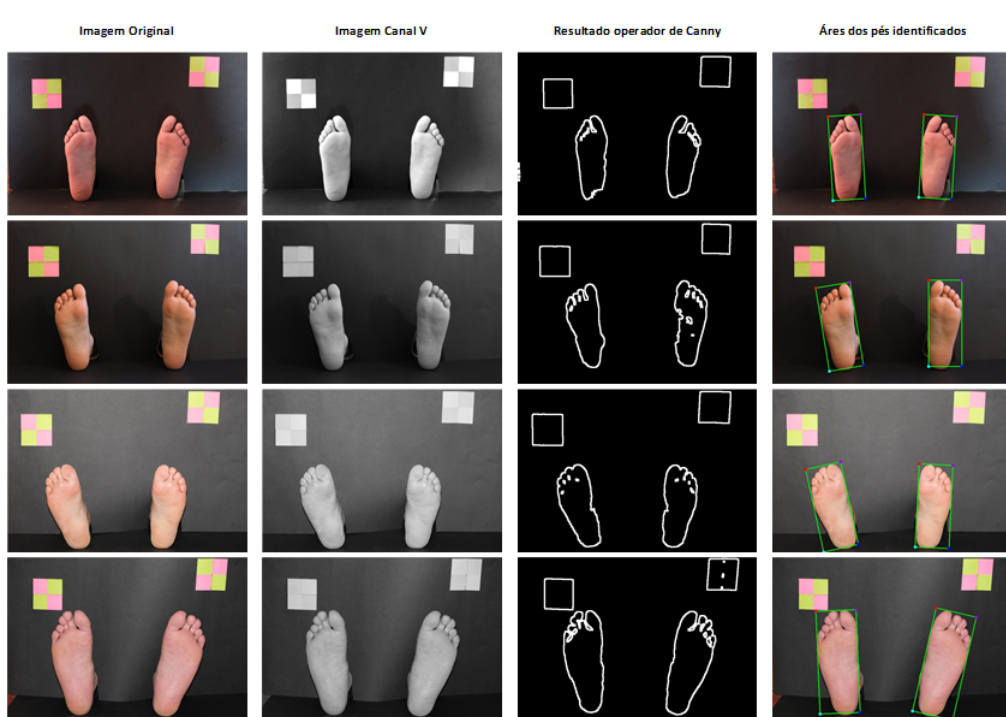 Imagem Original
Imagem Canal V
Resultado operador de Canny
Áres dos pés identificados